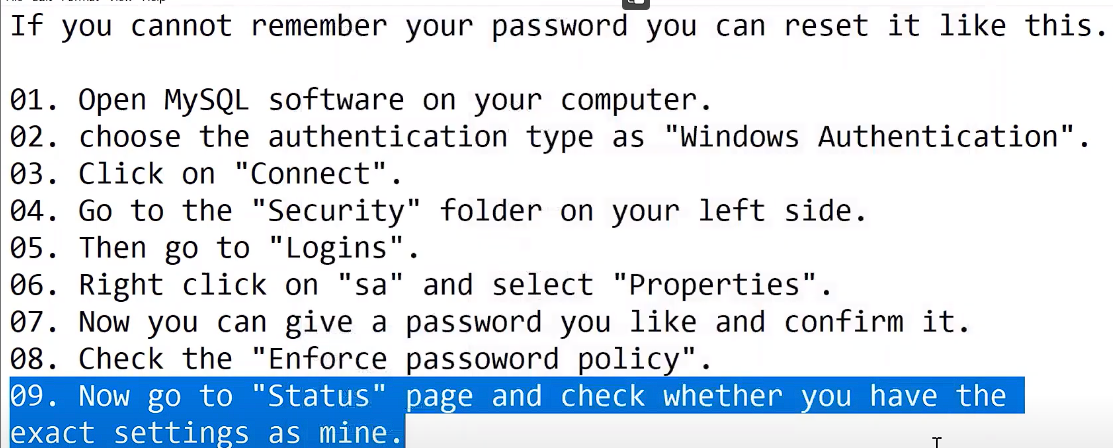 If you cannot remember your password you can reset it like this.
01. Open MySQL software on your computer.
02. choose the authentication type as "Windows Authentication".
03. Click on "Connect".
04. Go to the "Security" folder on your left side.
05. Then go to "Logins".
06. Right click on "sa" and select "Properties".
07. Now you can give a password you like and confirm it.
08. Check the "Enforce passoword policy".
09. Now go to "Status" page and check whether you have the
exact settings as mine.